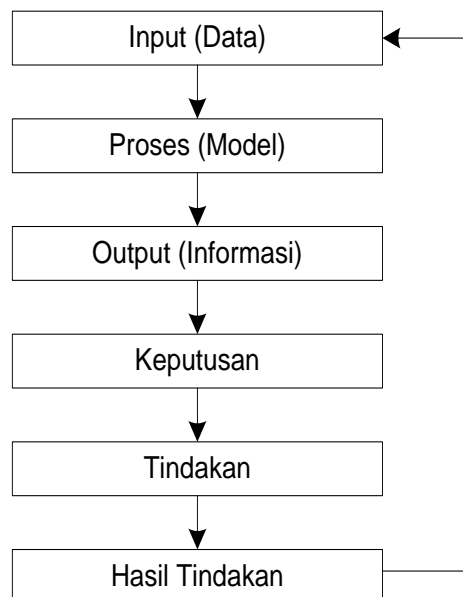 Input (Data)
Proses (Model)
Output (Informasi)
Keputusan
Tindakan
Hasil Tindakan